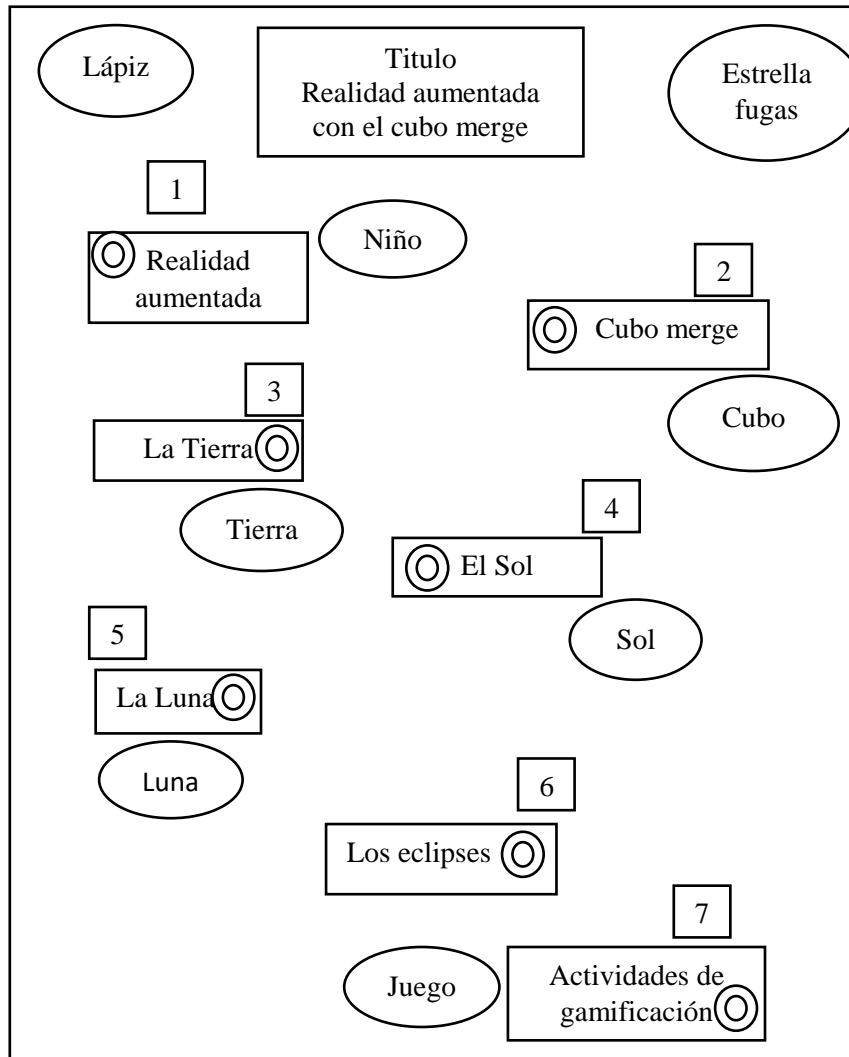 Lápiz
Titulo
Realidad aumentada
con el cubo merge
Estrella
fugas
1
Realidad
aumentada
Niño
2
Cubo merge
Cubo
3
La Tierra
Tierra
4
El Sol
Sol
5
La Luna
Luna
6
Los eclipses
7
Actividades de
gamificación
Juego